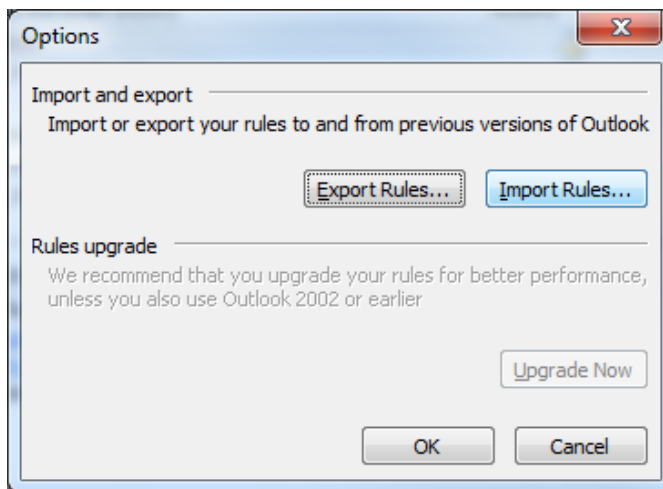 Options
Import and export
Import or export your rules to and from previous versions of Outlook
Export Rules...
Import Rules...
Rules upgrade
We recommend that you upgrade your rules for better performance,
unless you also use Outlook 2002 or earlier
Upgrade Now
OK
Cancel